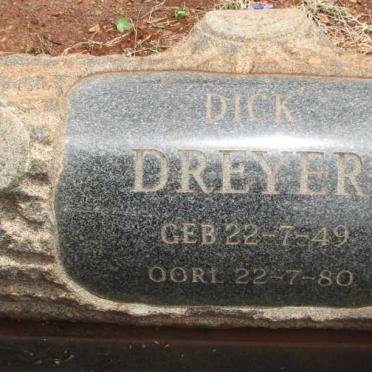 DICK
DREYER
GEB 22-7-49
OORL 22-7-80